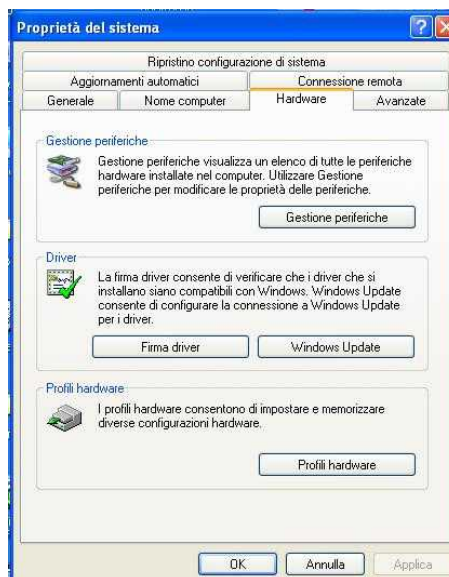 Proprietà del sistema
Ripristino configurazione di sistema
Aggiornamenti automatici Connessione remota
Generale Nome computer Hardware Avanzate
Gestione periferiche
Gestione periferiche visualizza un elenco di tutte le periferiche
hardware installate nel computer. Utilizzare Gestione
periferiche per modificare le proprietà delle periferiche.
Gestione periferiche
Driver
La firma driver consente di verificare che i driver che si
installano siano compatibili con Windows. Windows Update
consente di configurare la connessione a Windows Update
per i driver.
Firma driver Windows Update
Profili hardware
I profili hardware consentono di impostare e memorizzare
diverse configurazioni hardware.
Profili hardware
OK Annulla Applica